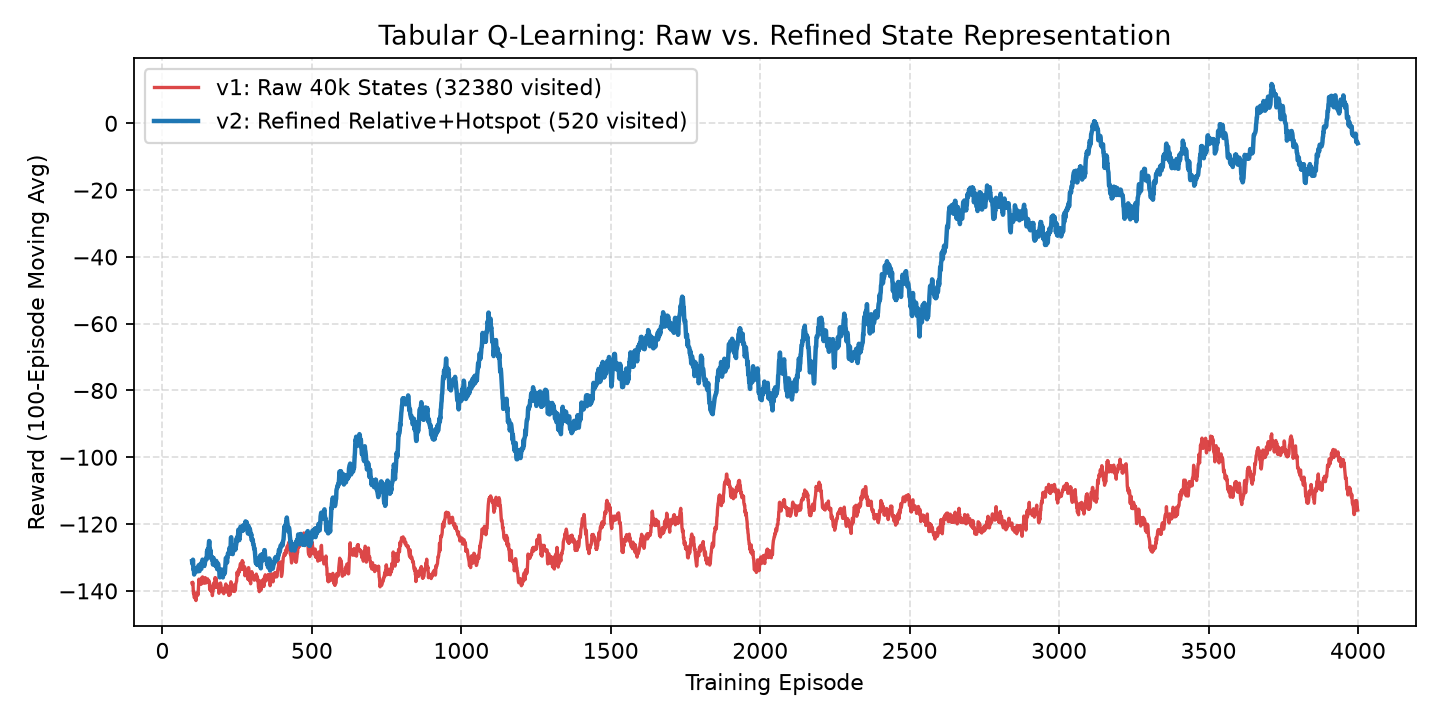 Tabular Q-Learning: Raw vs. Refined State Representation
v1: Raw 40k States (32380 visited)
v2: Refined Relative+Hotspot (520 visited)
Reward (100-Episode Moving Avg)
0
−20
−40
−60
−80
−100
−120
−140
0 500 1000 1500 2000 2500 3000 3500 4000
Training Episode